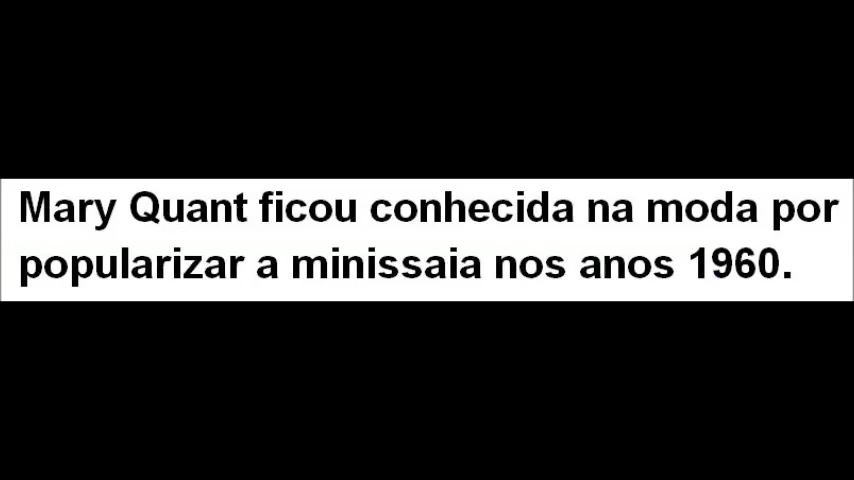 Mary Quant ficou conhecida na moda por
popularizar a minissaia nos anos 1960.